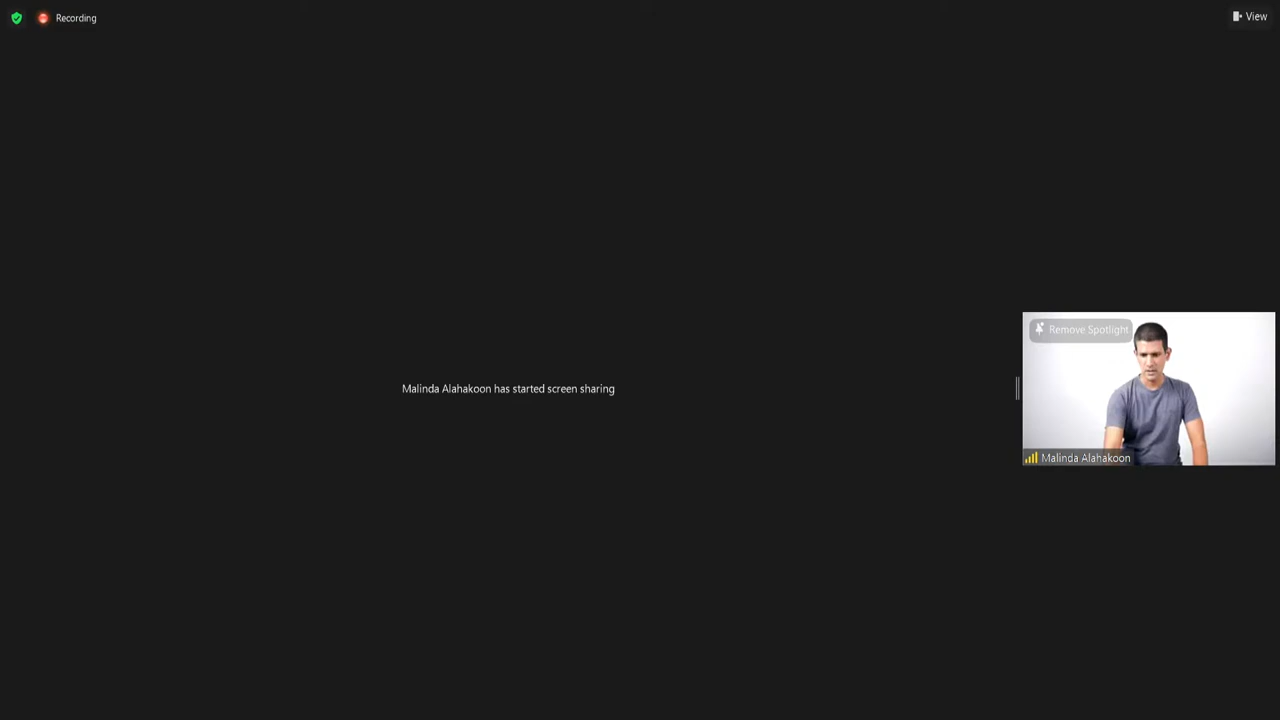 Recording
View
Malinda Alahakoon has started screen sharing
Remove Spotlight
Malinda Alahakoon